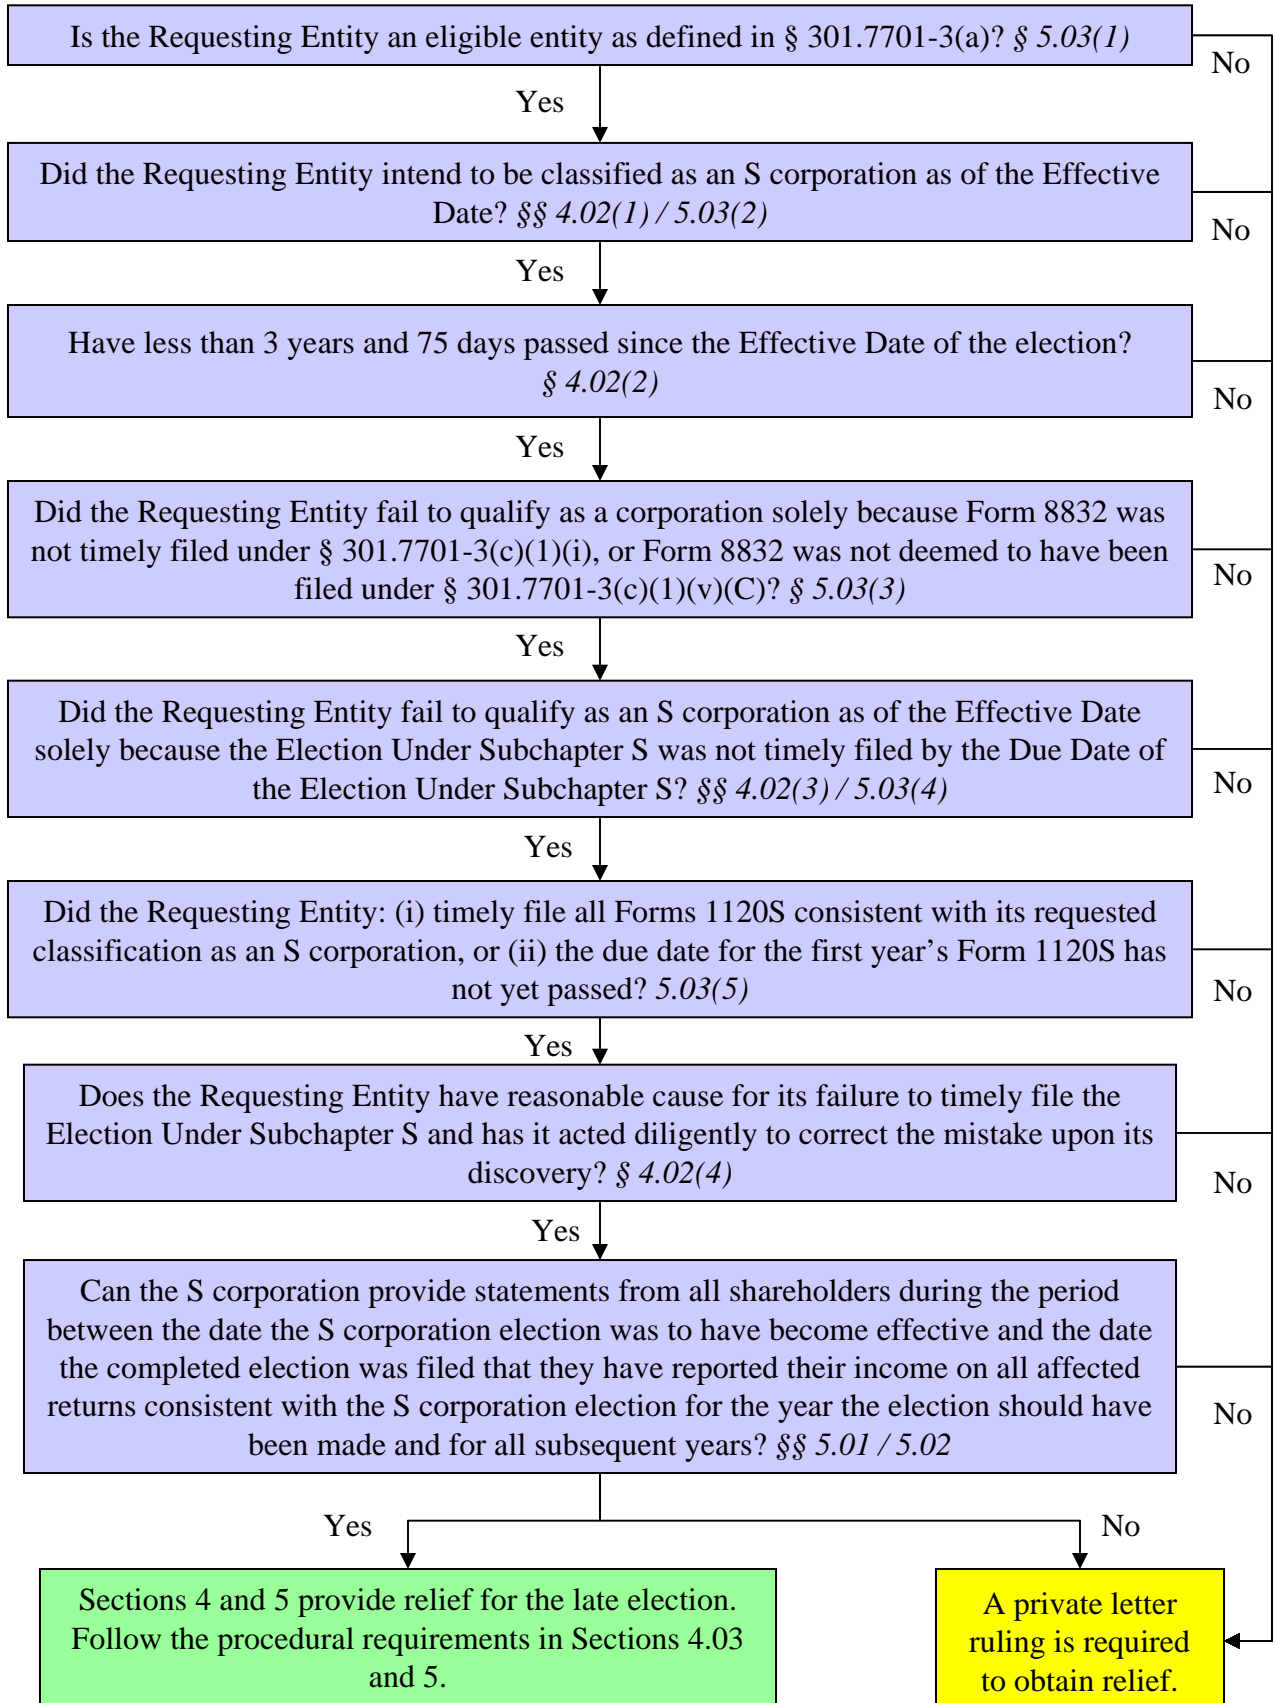 Is the Requesting Entity an eligible entity as defined in § 301.7701-3(a)? § 5.03(1)
No
Yes
Did the Requesting Entity intend to be classified as an S corporation as of the Effective
Date? §§ 4.02(1) / 5.03(2)
No
Yes
Have less than 3 years and 75 days passed since the Effective Date of the election?
§ 4.02(2)
No
Yes
Did the Requesting Entity fail to qualify as a corporation solely because Form 8832 was
not timely filed under § 301.7701-3(c)(1)(i), or Form 8832 was not deemed to have been
filed under § 301.7701-3(c)(1)(v)(C)? § 5.03(3)
No
Yes
Did the Requesting Entity fail to qualify as an S corporation as of the Effective Date
solely because the Election Under Subchapter S was not timely filed by the Due Date of
the Election Under Subchapter S? §§ 4.02(3) / 5.03(4)
No
Yes
Did the Requesting Entity: (i) timely file all Forms 1120S consistent with its requested
classification as an S corporation, or (ii) the due date for the first year’s Form 1120S has
not yet passed? 5.03(5)
No
Yes
Does the Requesting Entity have reasonable cause for its failure to timely file the
Election Under Subchapter S and has it acted diligently to correct the mistake upon its
discovery? § 4.02(4)
No
Yes
Can the S corporation provide statements from all shareholders during the period
between the date the S corporation election was to have become effective and the date
the completed election was filed that they have reported their income on all affected
returns consistent with the S corporation election for the year the election should have
been made and for all subsequent years? §§ 5.01 / 5.02
No
Yes
No
Sections 4 and 5 provide relief for the late election.
Follow the procedural requirements in Sections 4.03
and 5.
A private letter
ruling is required
to obtain relief.